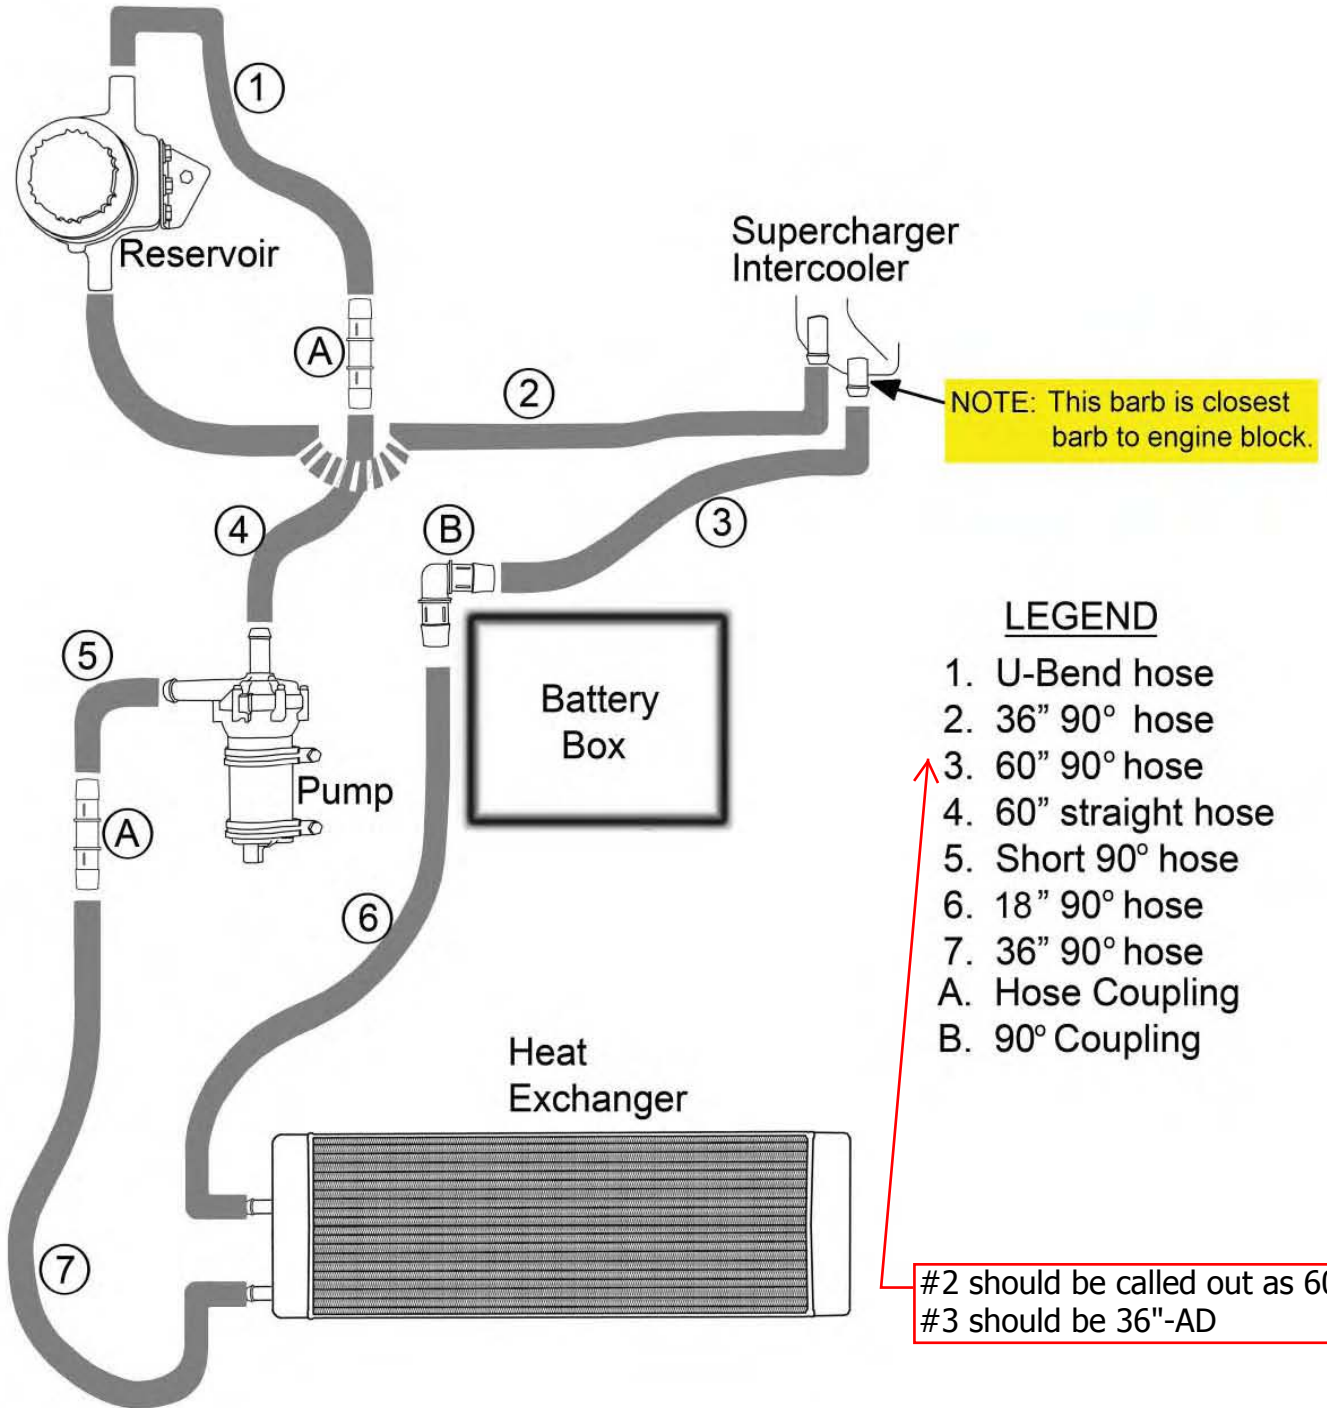 1
Reservoir
A
2
Supercharger
Intercooler
NOTE: This barb is closest
barb to engine block.
3
4
B
5
Pump
A
Battery
Box
6
7
Heat
Exchanger
LEGEND
1. U-Bend hose
2. 36” 90° hose
3. 60” 90° hose
4. 60” straight hose
5. Short 90° hose
6. 18” 90° hose
7. 36” 90° hose
A. Hose Coupling
B. 90° Coupling
#2 should be called out as
#3 should be 36"-AD